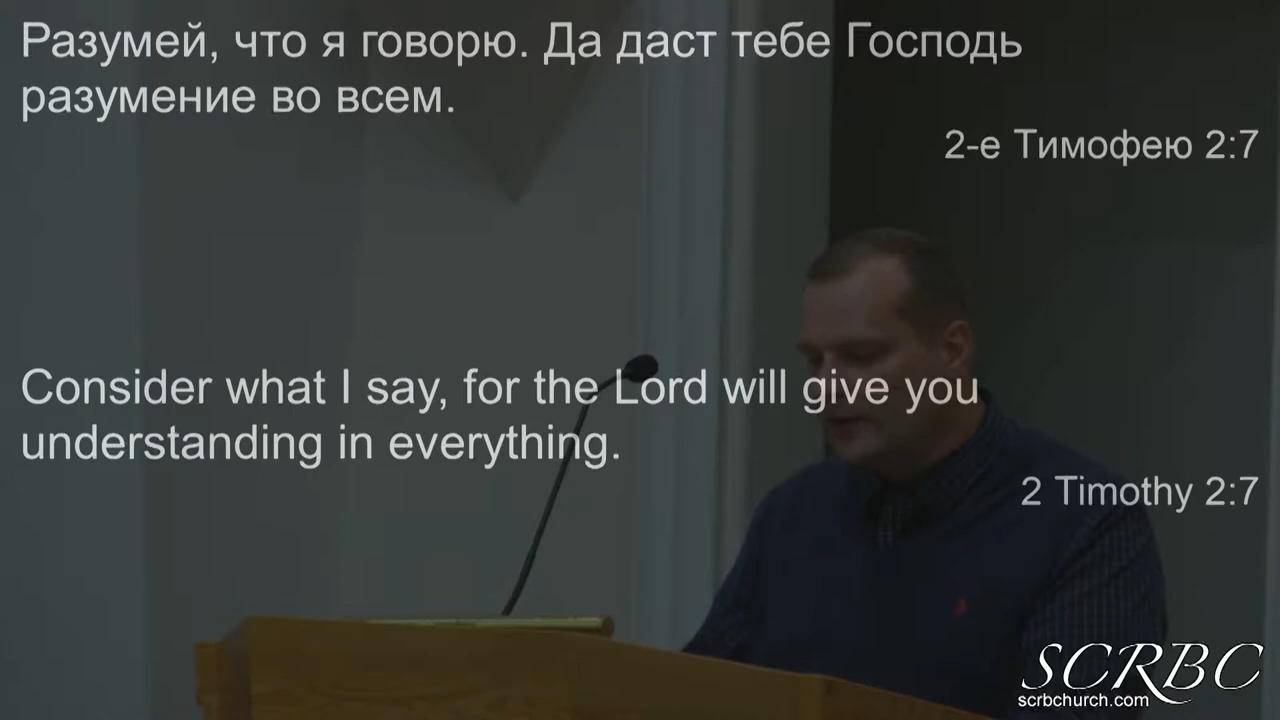 Разумей, что я говорю. Да даст тебе Господь
разумение во всем.
2-е Тимофею 2:7
Consider what I say, for the Lord will give you
understanding in everything.
2 Timothy 2:7
SCRBC
scrbchurch.com